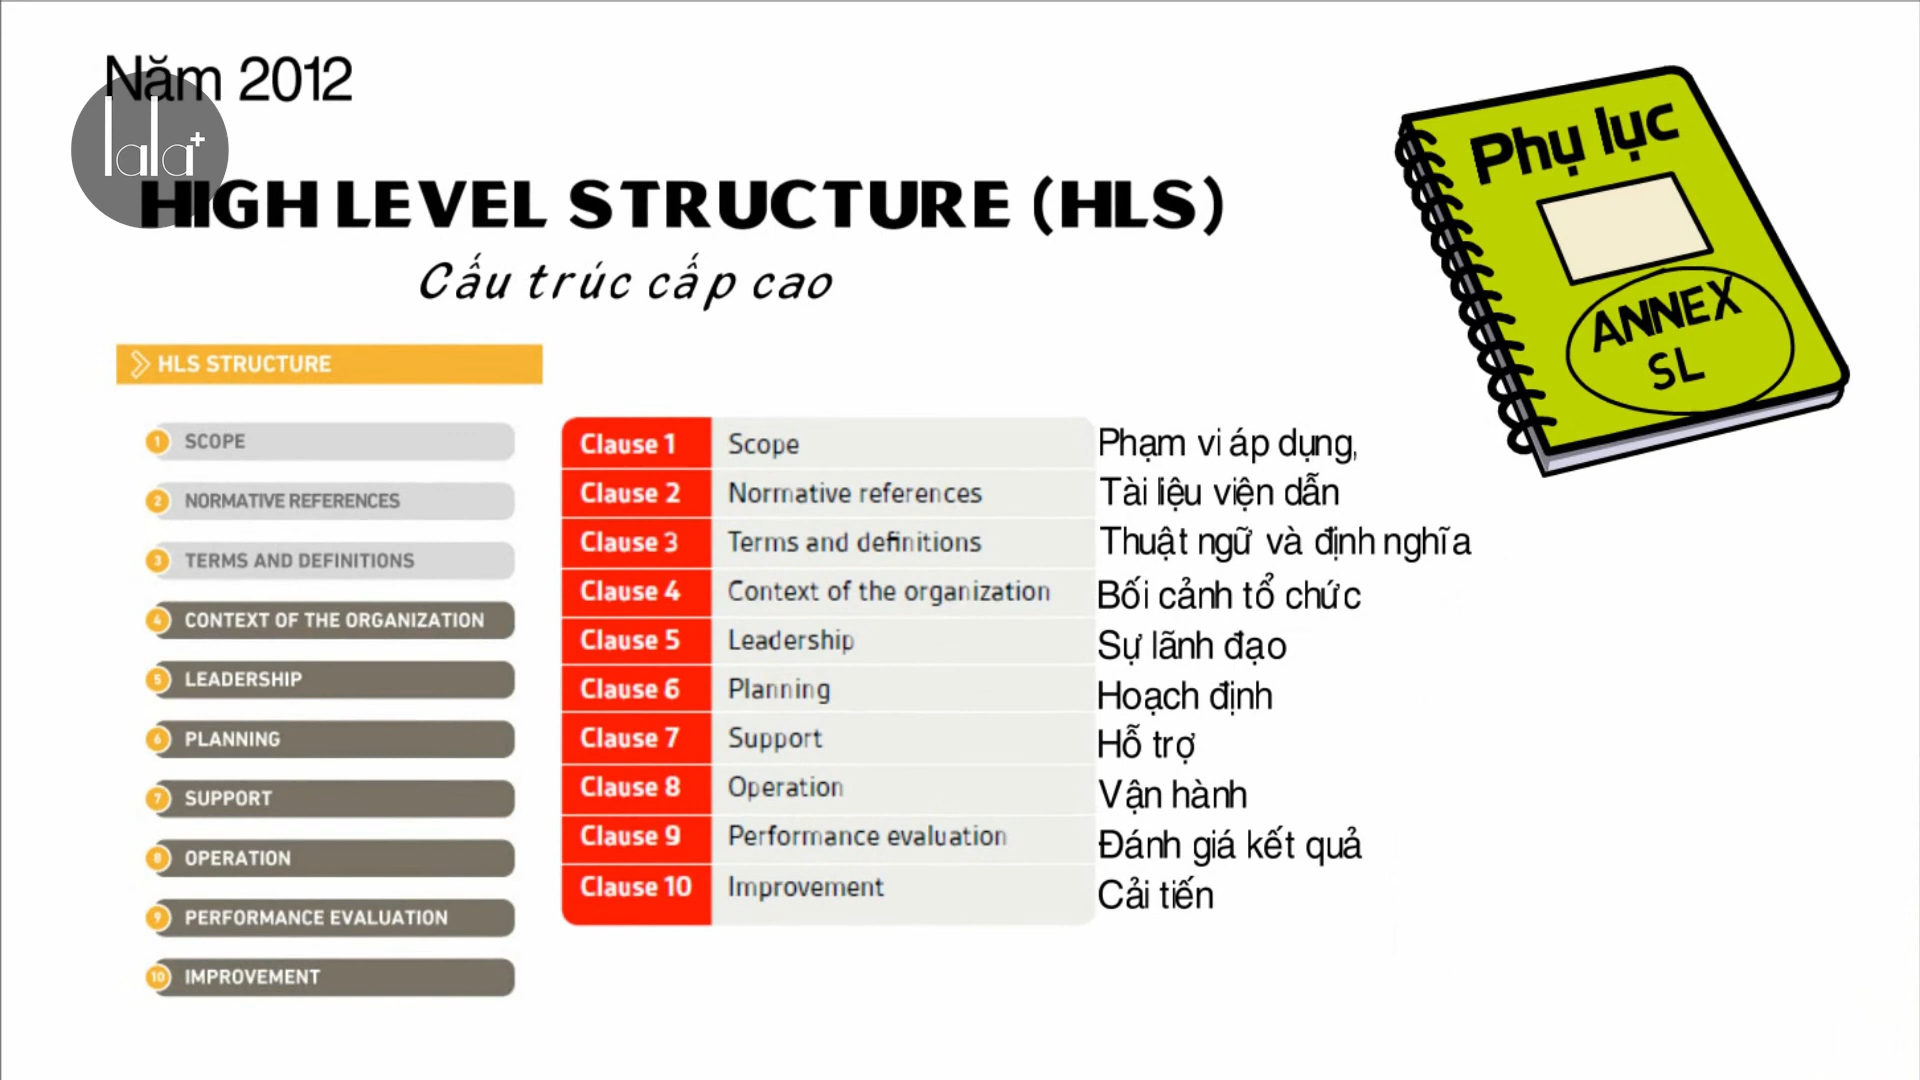 Năm 2012
lala+
HIGH LEVEL STRUCTURE (HLS)
Cấu trúc cấp cao
Phụ lục
ANNEX
SL
HLS STRUCTURE
1 SCOPE
2 NORMATIVE REFERENCES
3 TERMS AND DEFINITIONS
4 CONTEXT OF THE ORGANIZATION
5 LEADERSHIP
6 PLANNING
7 SUPPORT
8 OPERATION
9 PERFORMANCE EVALUATION
10 IMPROVEMENT
Clause 1 Scope Phạm vi áp dụng,
Clause 2 Normative references Tài liệu viện dẫn
Clause 3 Terms and definitions Thuật ngữ và định nghĩa
Clause 4 Context of the organization Bối cảnh tổ chức
Clause 5 Leadership Sự lãnh đạo
Clause 6 Planning Hoạch định
Clause 7 Support Hỗ trợ
Clause 8 Operation Vận hành
Clause 9 Performance evaluation Đánh giá kết quả
Clause 10 Improvement Cải tiến